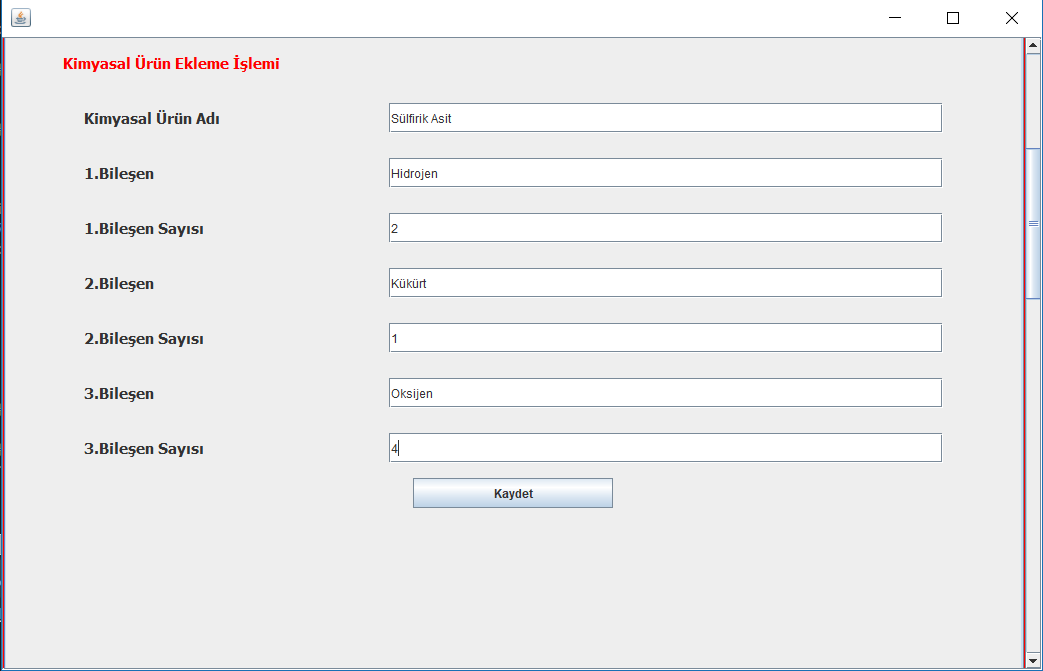 Kimyasal Ürün Ekleme İşlemi
Kimyasal Ürün Adı Sülfirik Asit
1.Bileşen Hidrojen
1.Bileşen Sayısı 2
2.Bileşen Kükürt
2.Bileşen Sayısı 1
3.Bileşen Oksijen
3.Bileşen Sayısı 4
Kaydet